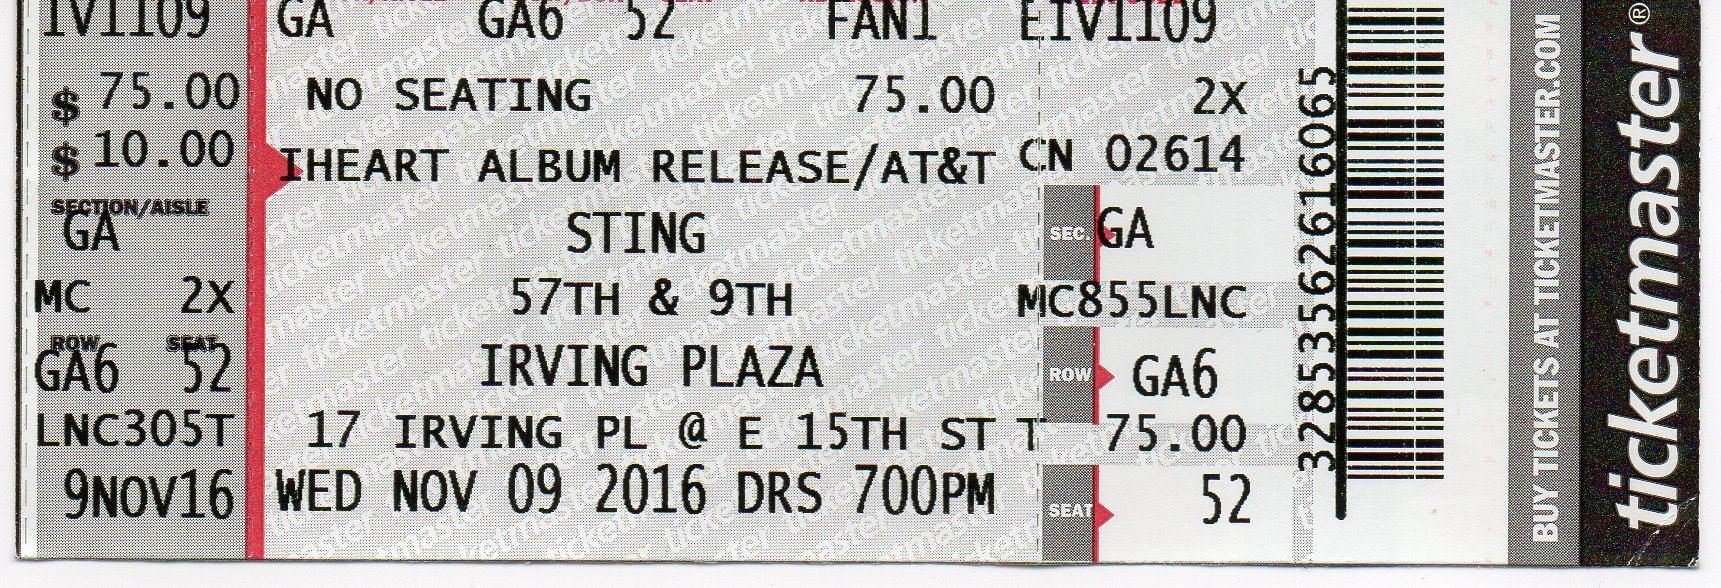 IV1109 GA GA6 52 FAN1 EIV1109
$ 75.00 NO SEATING 75.00 2X
$ 10.00 IHEART ALBUM RELEASE/AT&T CN 02614
SECTION/AISLE
GA STING SEC. GA
MC 2X 57TH & 9TH MC855LNC
ROW SEAT
GA6 52 IRVING PLAZA ROW GA6
LNC305T 17 IRVING PL @ E 15TH ST T 75.00
9NOV16 WED NOV 09 2016 DRS 700PM SEAT 52
3285353562616065
BUY TICKETS AT TICKETMASTER.COM
ticketmaster®